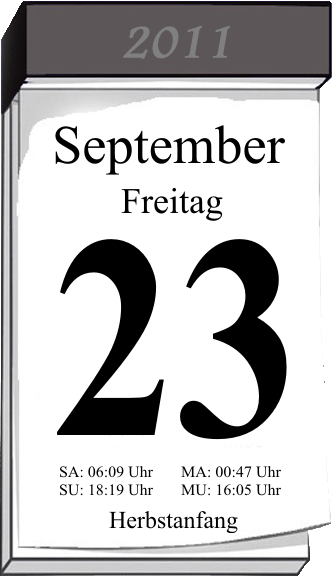 2011
September
Freitag
23
SA: 06:09 Uhr MA: 00:47 Uhr
SU: 18:19 Uhr MU: 16:05 Uhr
Herbstanfang